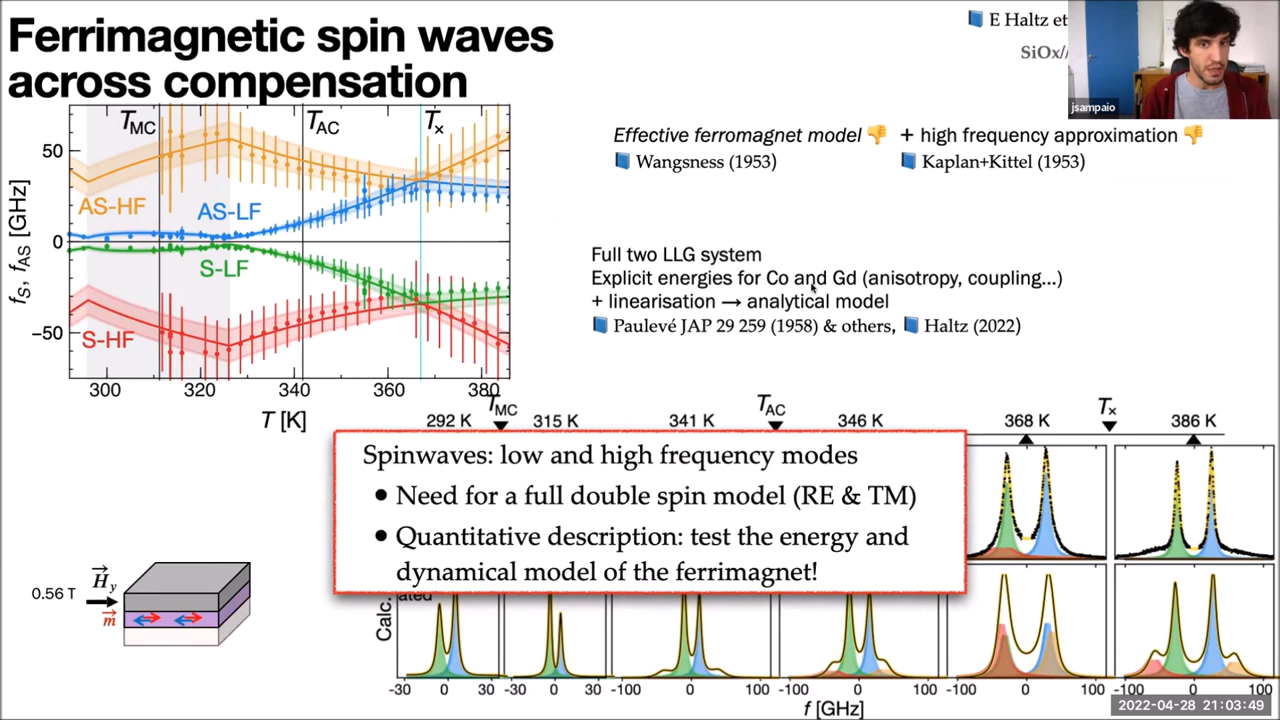 Ferrimagnetic spin waves
across compensation
E Haltz et
SiOx//
jsampaio
Effective ferromagnet model 👎 + high frequency approximation 👎
Wangsness (1953)
Kaplan+Kittel (1953)
Full two LLG system
Explicit energies for Co and Gd (anisotropy, coupling...)
+ linearisation → analytical model
Paulevé JAP 29 259 (1958) & others, Haltz (2022)
T_MC T_AC T_×
50
0
−50
f_S, f_AS [GHz]
AS-HF
AS-LF
S-LF
S-HF
300 320 340 360 380
T [K]
T_MC T_AC T_×
292 K 315 K 341 K 346 K 368 K 386 K
Spinwaves: low and high frequency modes
• Need for a full double spin model (RE & TM)
• Quantitative description: test the energy and
dynamical model of the ferrimagnet!
0.56 T
H_y
m
Calc.
-30 0 30 -30 0 30 -100 0 100 -100 0 100 -100 0 100 -100 0 100
f [GHz]
2022-04-28 21:03:49